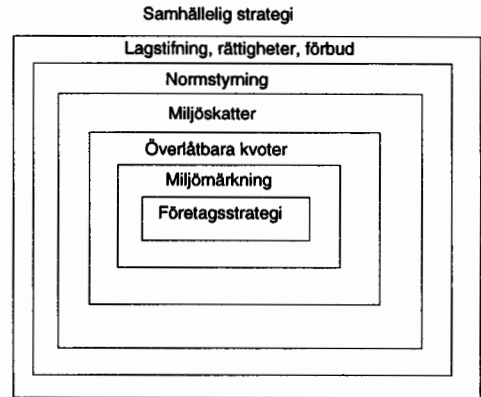 Samhällelig strategi
Lagstifning, rättigheter, förbud
Normstyrning
Miljöskatter
Överlåtbara kvoter
Miljömärkning
Företagsstrategi